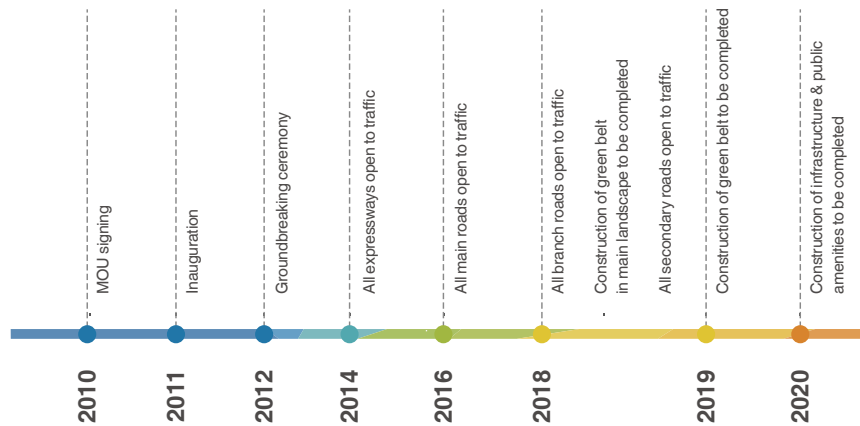 2010
MOU signing
2011
Inauguration
2012
Groundbreaking ceremony
2014
All expressways open to traffic
2016
All main roads open to traffic
2018
All branch roads open to traffic
Construction of green belt
in main landscape to be completed
All secondary roads open to traffic
2019
Construction of green belt to be completed
2020
Construction of infrastructure & public
amenities to be completed